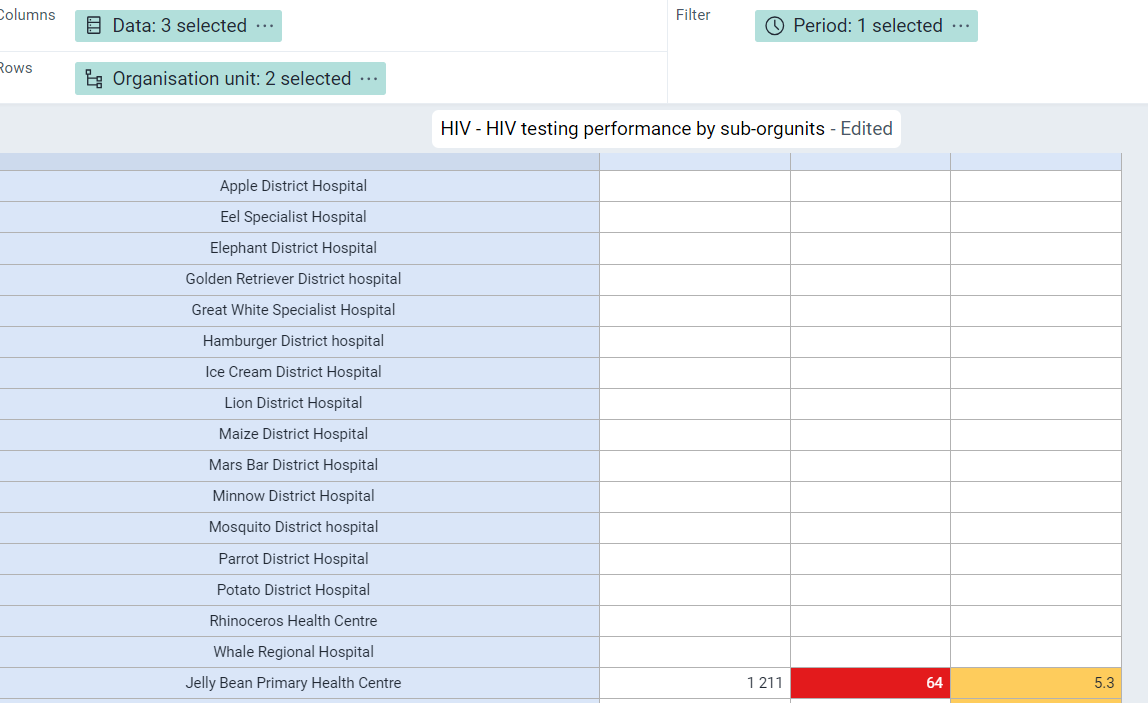 Columns
Data: 3 selected ···
Filter
Period: 1 selected ···
Rows
Organisation unit: 2 selected ···
HIV - HIV testing performance by sub-orgunits - Edited
Apple District Hospital
Eel Specialist Hospital
Elephant District Hospital
Golden Retriever District hospital
Great White Specialist Hospital
Hamburger District hospital
Ice Cream District Hospital
Lion District Hospital
Maize District Hospital
Mars Bar District Hospital
Minnow District Hospital
Mosquito District hospital
Parrot District Hospital
Potato District Hospital
Rhinoceros Health Centre
Whale Regional Hospital
Jelly Bean Primary Health Centre 1 211 64 5.3